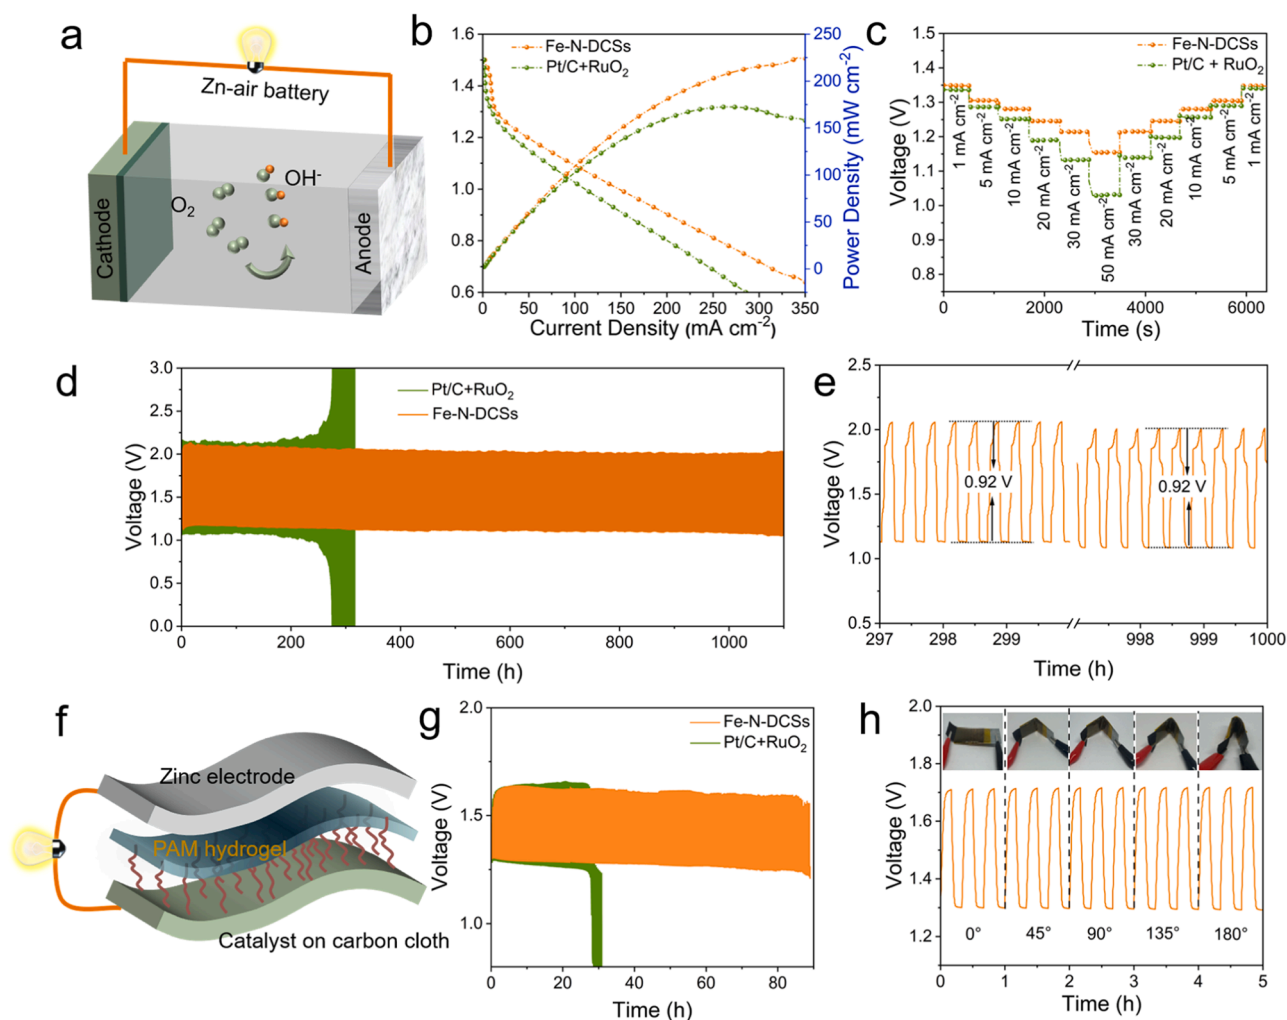 a
Zn-air battery
OH-
O2
Cathode
Anode
b
Fe-N-DCSs
Pt/C+RuO2
1.6
1.4
1.2
1.0
0.8
0.6
250
200
150
100
50
0
Power Density (mW cm-2)
0 50 100 150 200 250 300 350
Current Density (mA cm-2)
c
Fe-N-DCSs
Pt/C + RuO2
Voltage (V)
1.5
1.4
1.3
1.2
1.1
1.0
0.9
0.8
1 mA cm-2
5 mA cm-2
10 mA cm-2
20 mA cm-2
30 mA cm-2
50 mA cm-2
30 mA cm-2
20 mA cm-2
10 mA cm-2
5 mA cm-2
1 mA cm-2
0 2000 4000 6000
Time (s)
d
Pt/C+RuO2
Fe-N-DCSs
Voltage (V)
3.0
2.5
2.0
1.5
1.0
0.5
0.0
0 200 400 600 800 1000
Time (h)
e
Voltage (V)
2.5
2.0
1.5
1.0
0.5
0.92 V
0.92 V
297 298 299 998 999 1000
Time (h)
f
Zinc electrode
PAM hydrogel
Catalyst on carbon cloth
g
Fe-N-DCSs
Pt/C+RuO2
Voltage (V)
2.0
1.5
1.0
0 20 40 60 80
Time (h)
h
Voltage (V)
2.0
1.8
1.6
1.4
1.2
1.1
0° 45° 90° 135° 180°
0 1 2 3 4 5
Time (h)